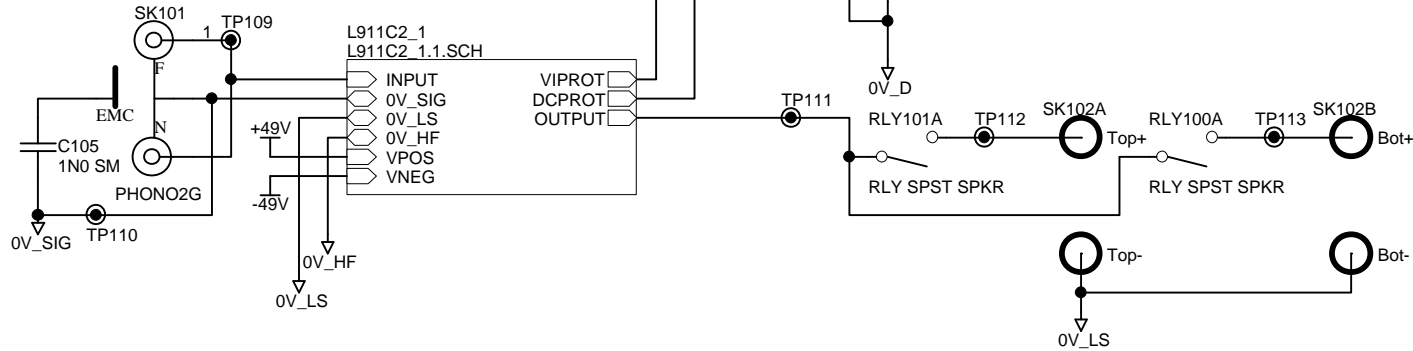 SK101
TP109
1
F
EMC
N
C105
1N0 SM
PHONO2G
0V_SIG
TP110
L911C2_1
L911C2_1.1.SCH
INPUT
0V_SIG
0V_LS
0V_HF
VPOS
VNEG
VIPROT
DCPROT
OUTPUT
+49V
-49V
0V_HF
0V_LS
0V_D
TP111
RLY101A
TP112
SK102A
Top+
RLY SPST SPKR
RLY100A
TP113
SK102B
Bot+
RLY SPST SPKR
Top-
Bot-
0V_LS